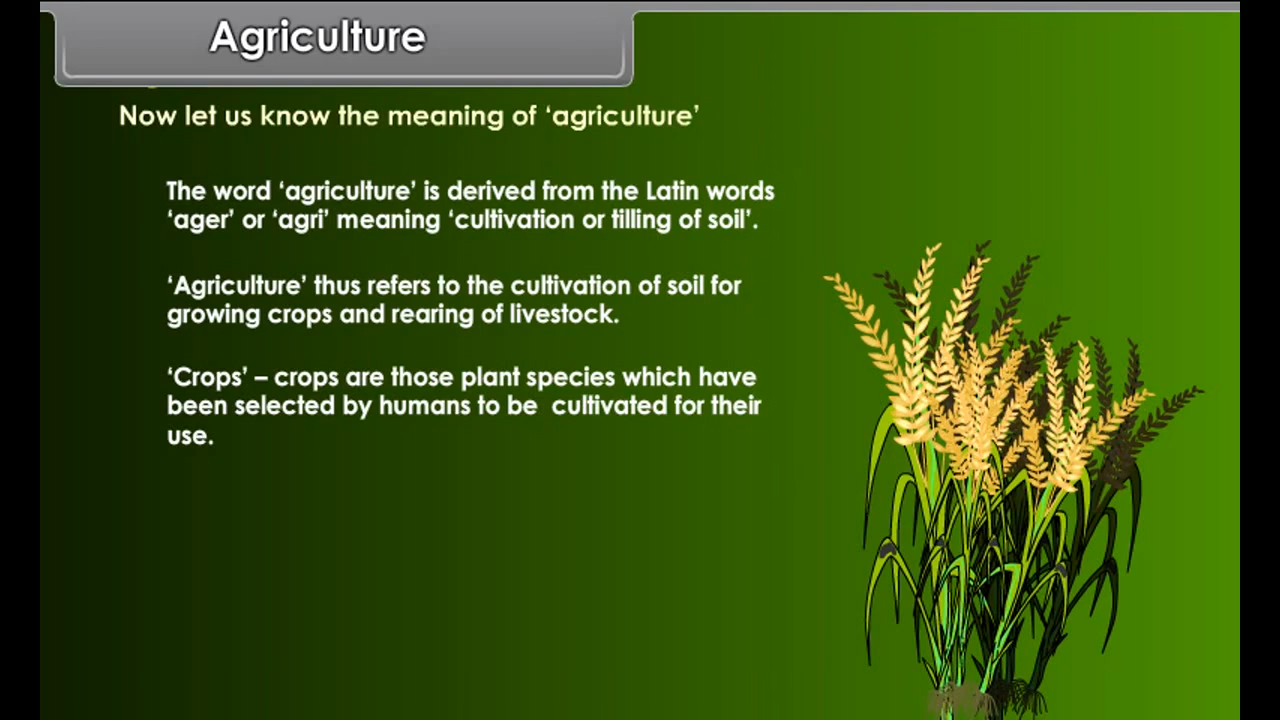 Agriculture
Now let us know the meaning of ‘agriculture’
The word ‘agriculture’ is derived from the Latin words
‘ager’ or ‘agri’ meaning ‘cultivation or tilling of soil’.
‘Agriculture’ thus refers to the cultivation of soil for
growing crops and rearing of livestock.
‘Crops’ – crops are those plant species which have
been selected by humans to be  cultivated for their
use.